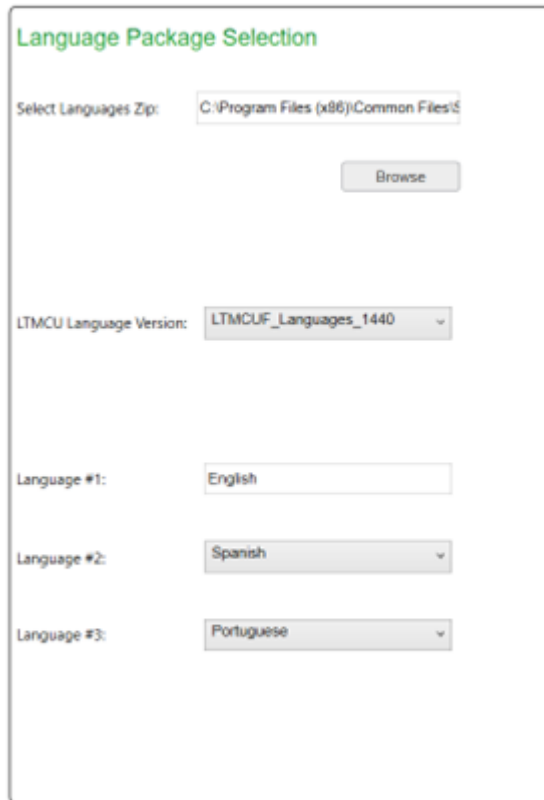 Language Package Selection
Select Languages Zip: C:\Program Files (x86)\Common Files\S
Browse
LTMCU Language Version: LTMCUF_Languages_1440
Language #1: English
Language #2: Spanish
Language #3: Portuguese